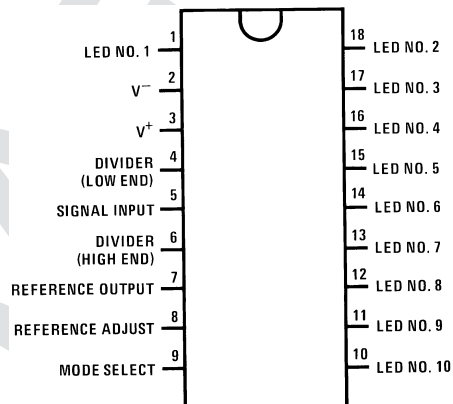 1
LED NO. 1
2
V−
3
V+
4
DIVIDER
(LOW END)
5
SIGNAL INPUT
6
DIVIDER
(HIGH END)
7
REFERENCE OUTPUT
8
REFERENCE ADJUST
9
MODE SELECT
18
LED NO. 2
17
LED NO. 3
16
LED NO. 4
15
LED NO. 5
14
LED NO. 6
13
LED NO. 7
12
LED NO. 8
11
LED NO. 9
10
LED NO. 10